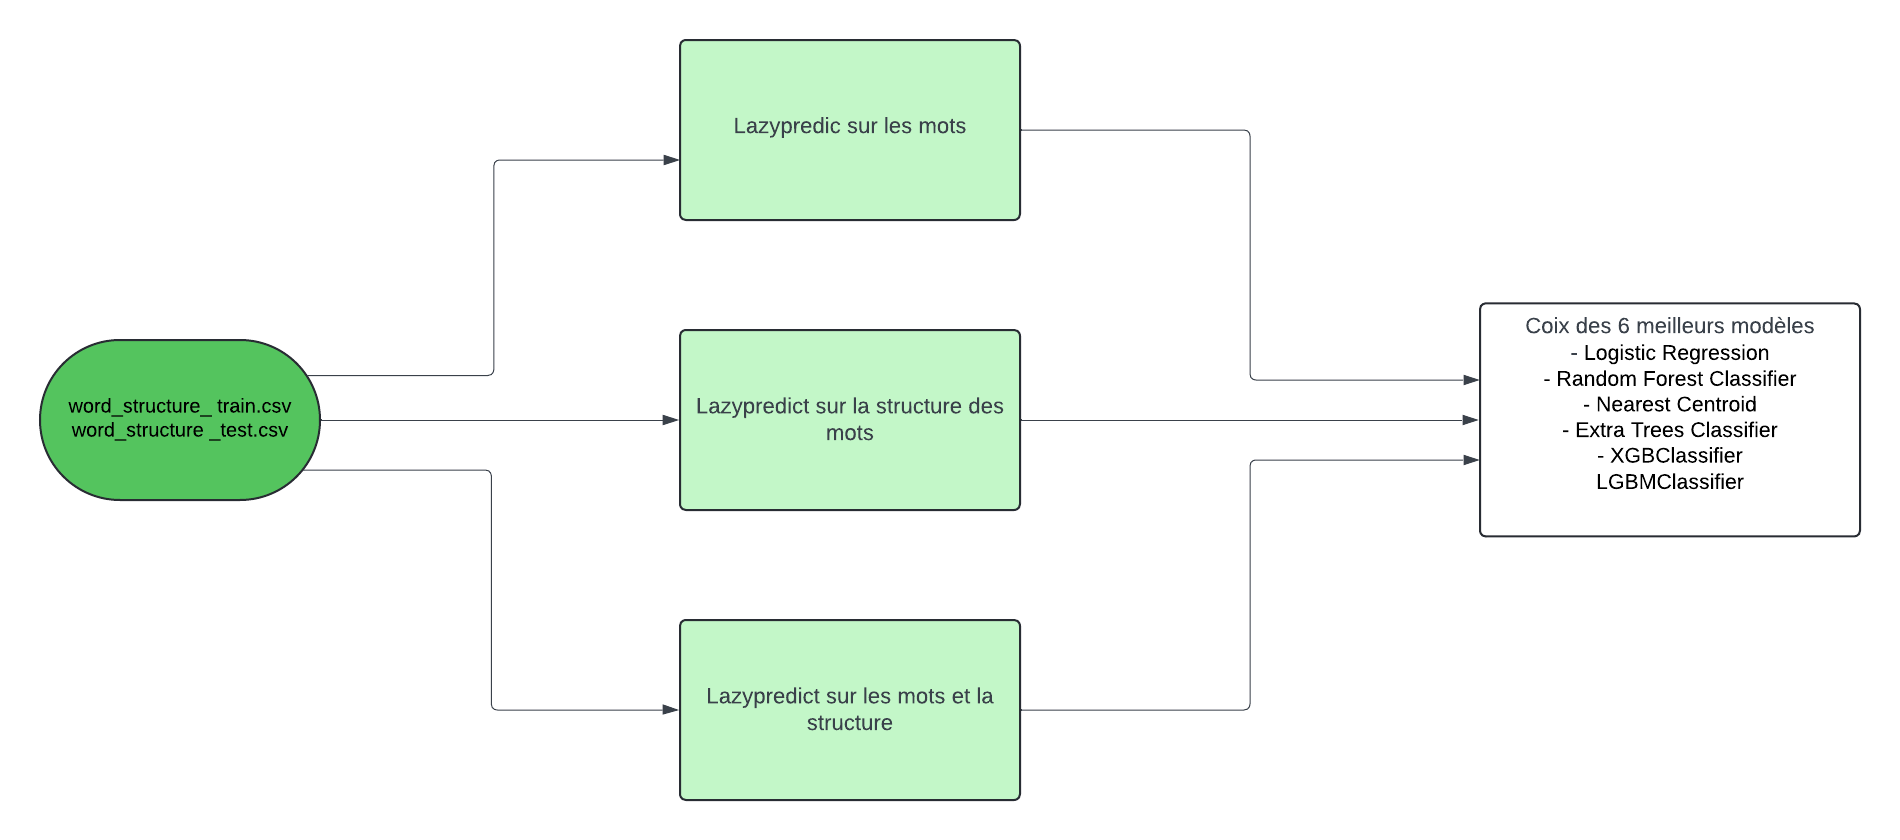 Lazypredic sur les mots
word_structure_ train.csv
word_structure _test.csv
Lazypredict sur la structure des
mots
Lazypredict sur les mots et la
structure
Coix des 6 meilleurs modèles
- Logistic Regression
- Random Forest Classifier
- Nearest Centroid
- Extra Trees Classifier
- XGBClassifier
LGBMClassifier